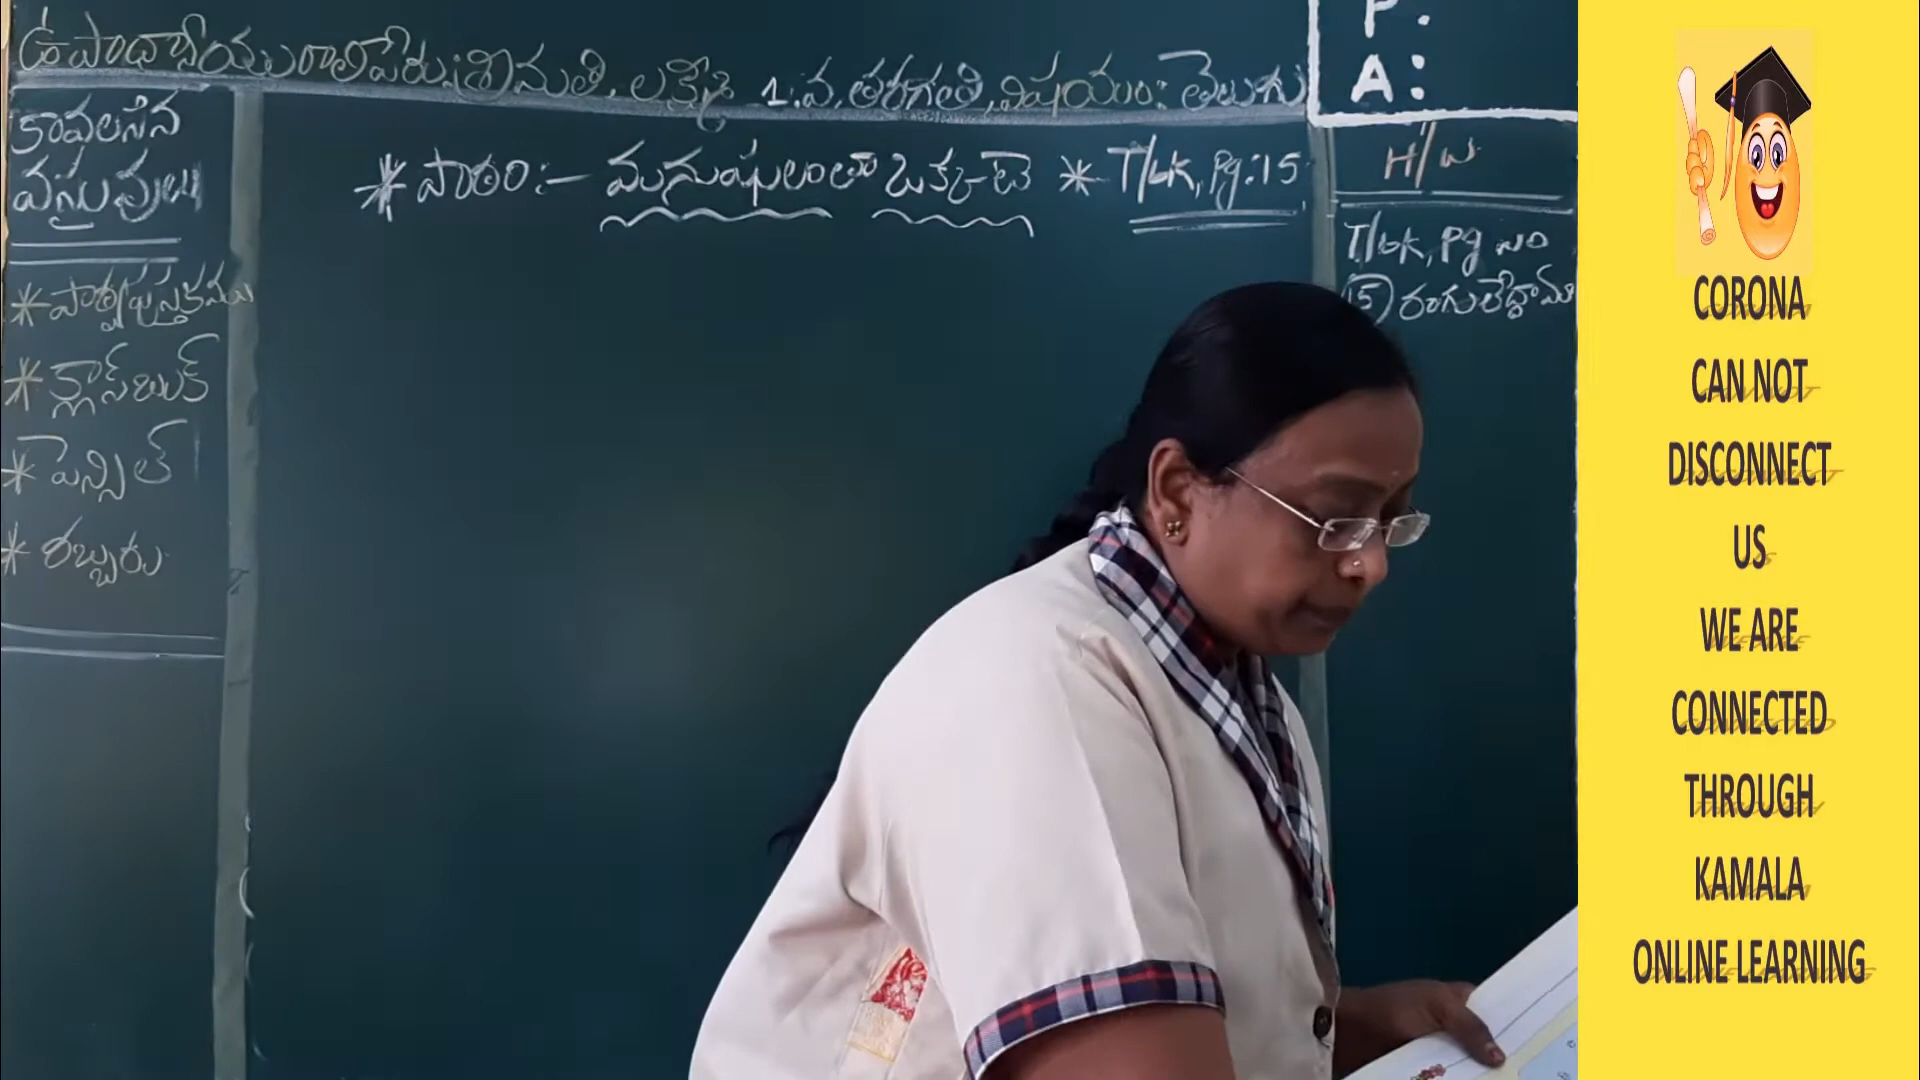 ఉపాధ్యాయురాలిపేరు:శ్రీమతి. లక్ష్మి 1.వ.తరగతి,విషయం: తెలుగు
P:
A:
కావలసిన
వస్తువులు
* పాఠ్యపుస్తకము
* క్లాస్ బుక్
* పెన్సిల్
* రబ్బరు
* పాఠం:- మనుషులంతా ఒక్కటే * T/bk, Pg:15
H/w
T/bk, Pg నం
(15) రంగులేద్దాము
CORONA
CAN NOT
DISCONNECT
US
WE ARE
CONNECTED
THROUGH
KAMALA
ONLINE LEARNING